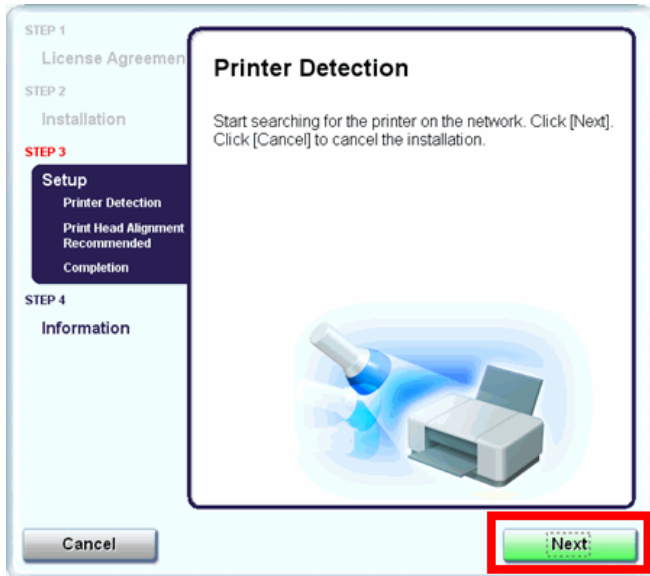 STEP 1
License Agreemen
STEP 2
Installation
STEP 3
Setup
Printer Detection
Print Head Alignment
Recommended
Completion
STEP 4
Information
Printer Detection
Start searching for the printer on the network. Click [Next].
Click [Cancel] to cancel the installation.
Cancel
Next